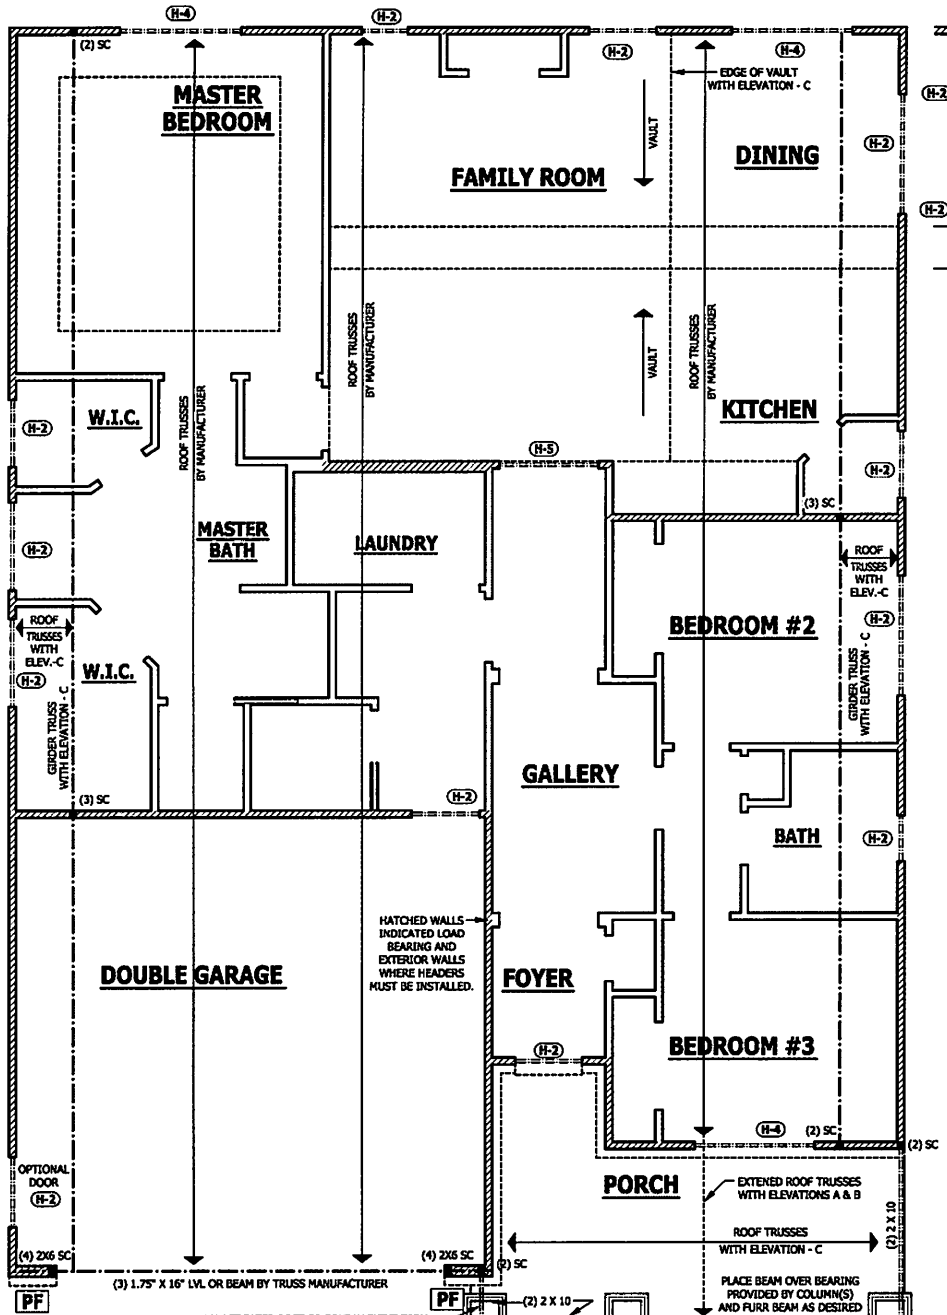 H-4
H-2
H-2
H-4
(2) SC
EDGE OF VAULT
WITH ELEVATION - C
H-2
MASTER
BEDROOM
VAULT
H-2
DINING
FAMILY ROOM
H-2
ROOF TRUSSES
BY MANUFACTURER
ROOF TRUSSES
BY MANUFACTURER
VAULT
KITCHEN
W.I.C.
H-2
ROOF TRUSSES
BY MANUFACTURER
H-5
H-2
(3) SC
MASTER
BATH
LAUNDRY
H-2
ROOF
TRUSSES
WITH
ELEV.-C
H-2
ROOF
TRUSSES
WITH
ELEV.-C
BEDROOM #2
H-2
W.I.C.
GIRDER TRUSS
WITH ELEVATION - C
GIRDER TRUSS
WITH ELEVATION - C
GALLERY
(3) SC
H-2
BATH
H-2
HATCHED WALLS
INDICATED LOAD
BEARING AND
EXTERIOR WALLS
WHERE HEADERS
MUST BE INSTALLED.
DOUBLE GARAGE
FOYER
BEDROOM #3
H-2
H-4
(2) SC
(2) SC
OPTIONAL
DOOR
H-2
PORCH
EXTENED ROOF TRUSSES
WITH ELEVATIONS A & B
(2) 2 X 10
ROOF TRUSSES
WITH ELEVATION - C
(4) 2X6 SC
(4) 2X6 SC
(2) SC
(3) 1.75" X 16" LVL OR BEAM BY TRUSS MANUFACTURER
PLACE BEAM OVER BEARING
PROVIDED BY COLUMN(S)
AND FURR BEAM AS DESIRED
PF
PF
(2) 2 X 10